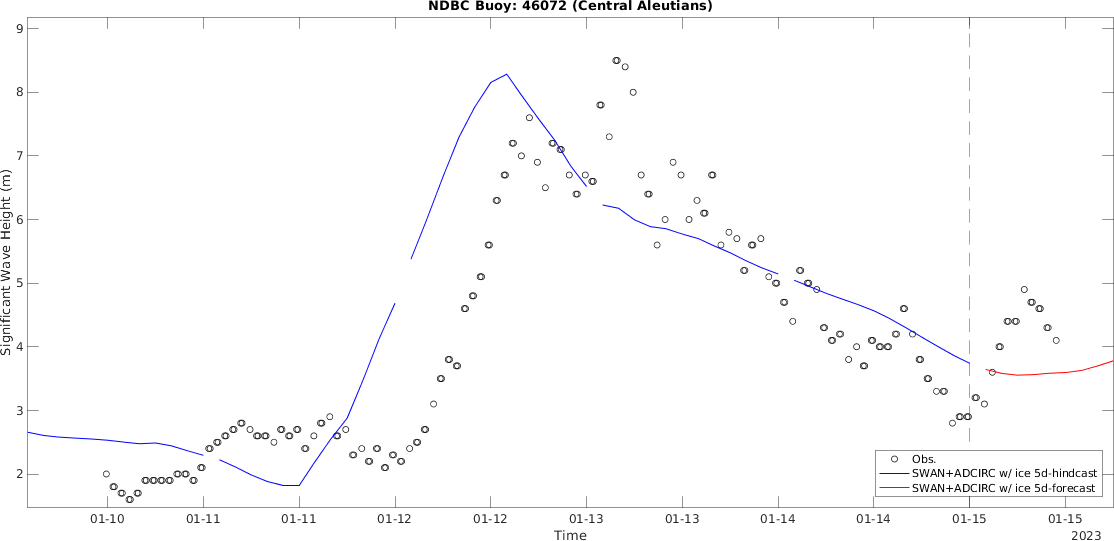 NDBC Buoy: 46072 (Central Aleutians)
Significant Wave Height (m)
9
8
7
6
5
4
3
2
Obs.
SWAN+ADCIRC w/ ice 5d-hindcast
SWAN+ADCIRC w/ ice 5d-forecast
01-10 01-11 01-11 01-12 01-12 01-13 01-13 01-14 01-14 01-15 01-15
Time
2023